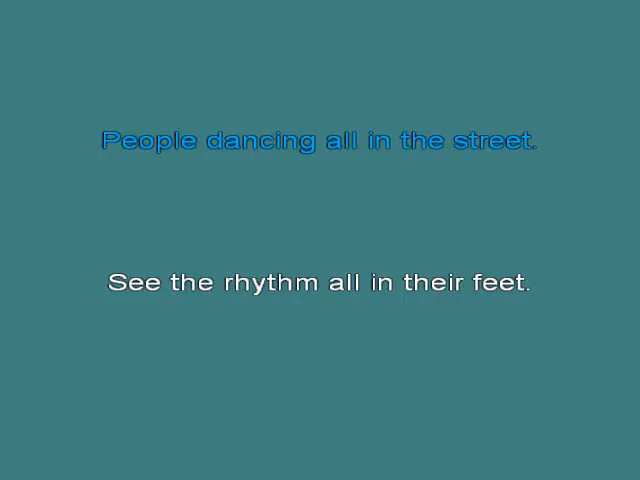 People dancing all in the street.
See the rhythm all in their feet.